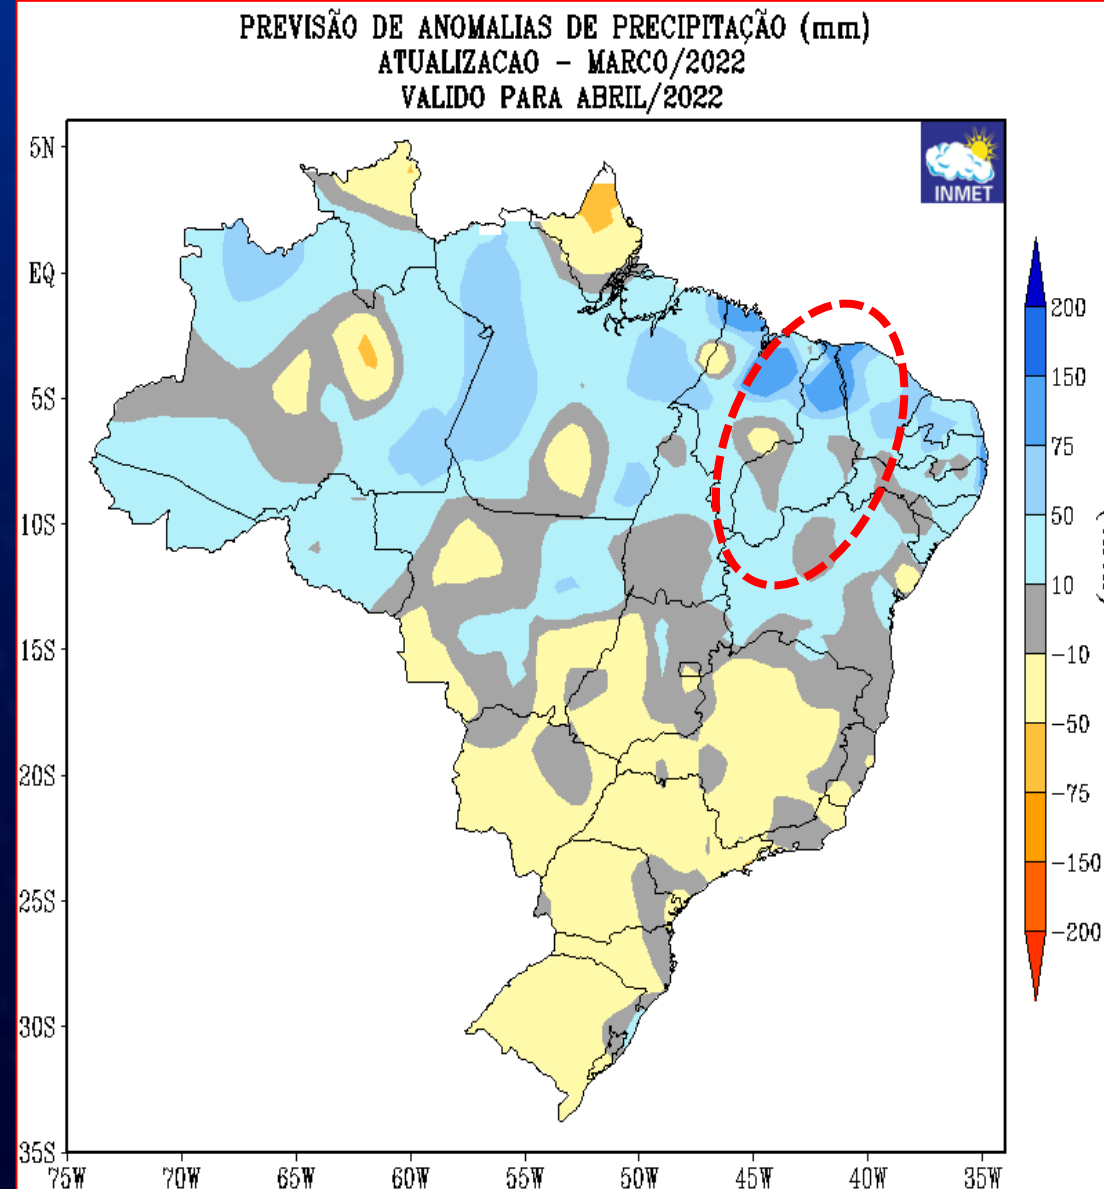 PREVISÃO DE ANOMALIAS DE PRECIPITAÇÃO (mm)
ATUALIZACAO - MARCO/2022
VALIDO PARA ABRIL/2022
INMET
5N
EQ
5S
10S
15S
20S
25S
30S
35S
75W 70W 65W 60W 55W 50W 45W 40W 35W
200
150
75
50
10
-10
-50
-75
-150
-200